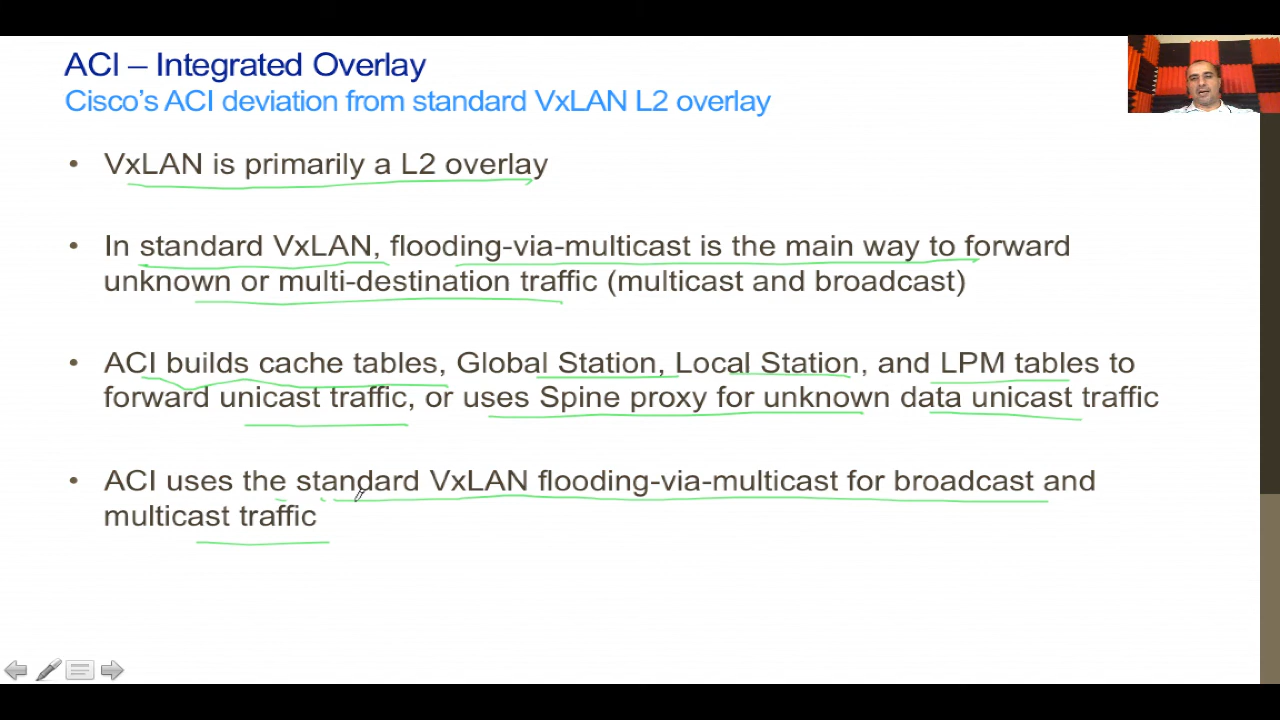 ACI – Integrated Overlay
Cisco's ACI deviation from standard VxLAN L2 overlay
• VxLAN is primarily a L2 overlay
• In standard VxLAN, flooding-via-multicast is the main way to forward
unknown or multi-destination traffic (multicast and broadcast)
• ACI builds cache tables, Global Station, Local Station, and LPM tables to
forward unicast traffic, or uses Spine proxy for unknown data unicast traffic
• ACI uses the standard VxLAN flooding-via-multicast for broadcast and
multicast traffic